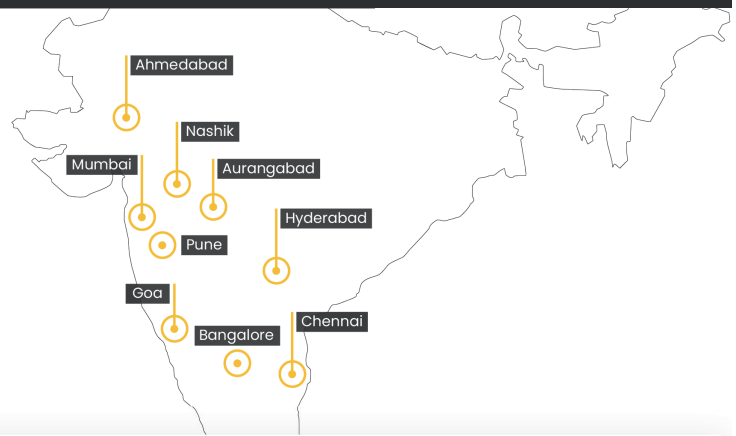 Ahmedabad
Nashik
Mumbai
Aurangabad
Hyderabad
Pune
Goa
Chennai
Bangalore